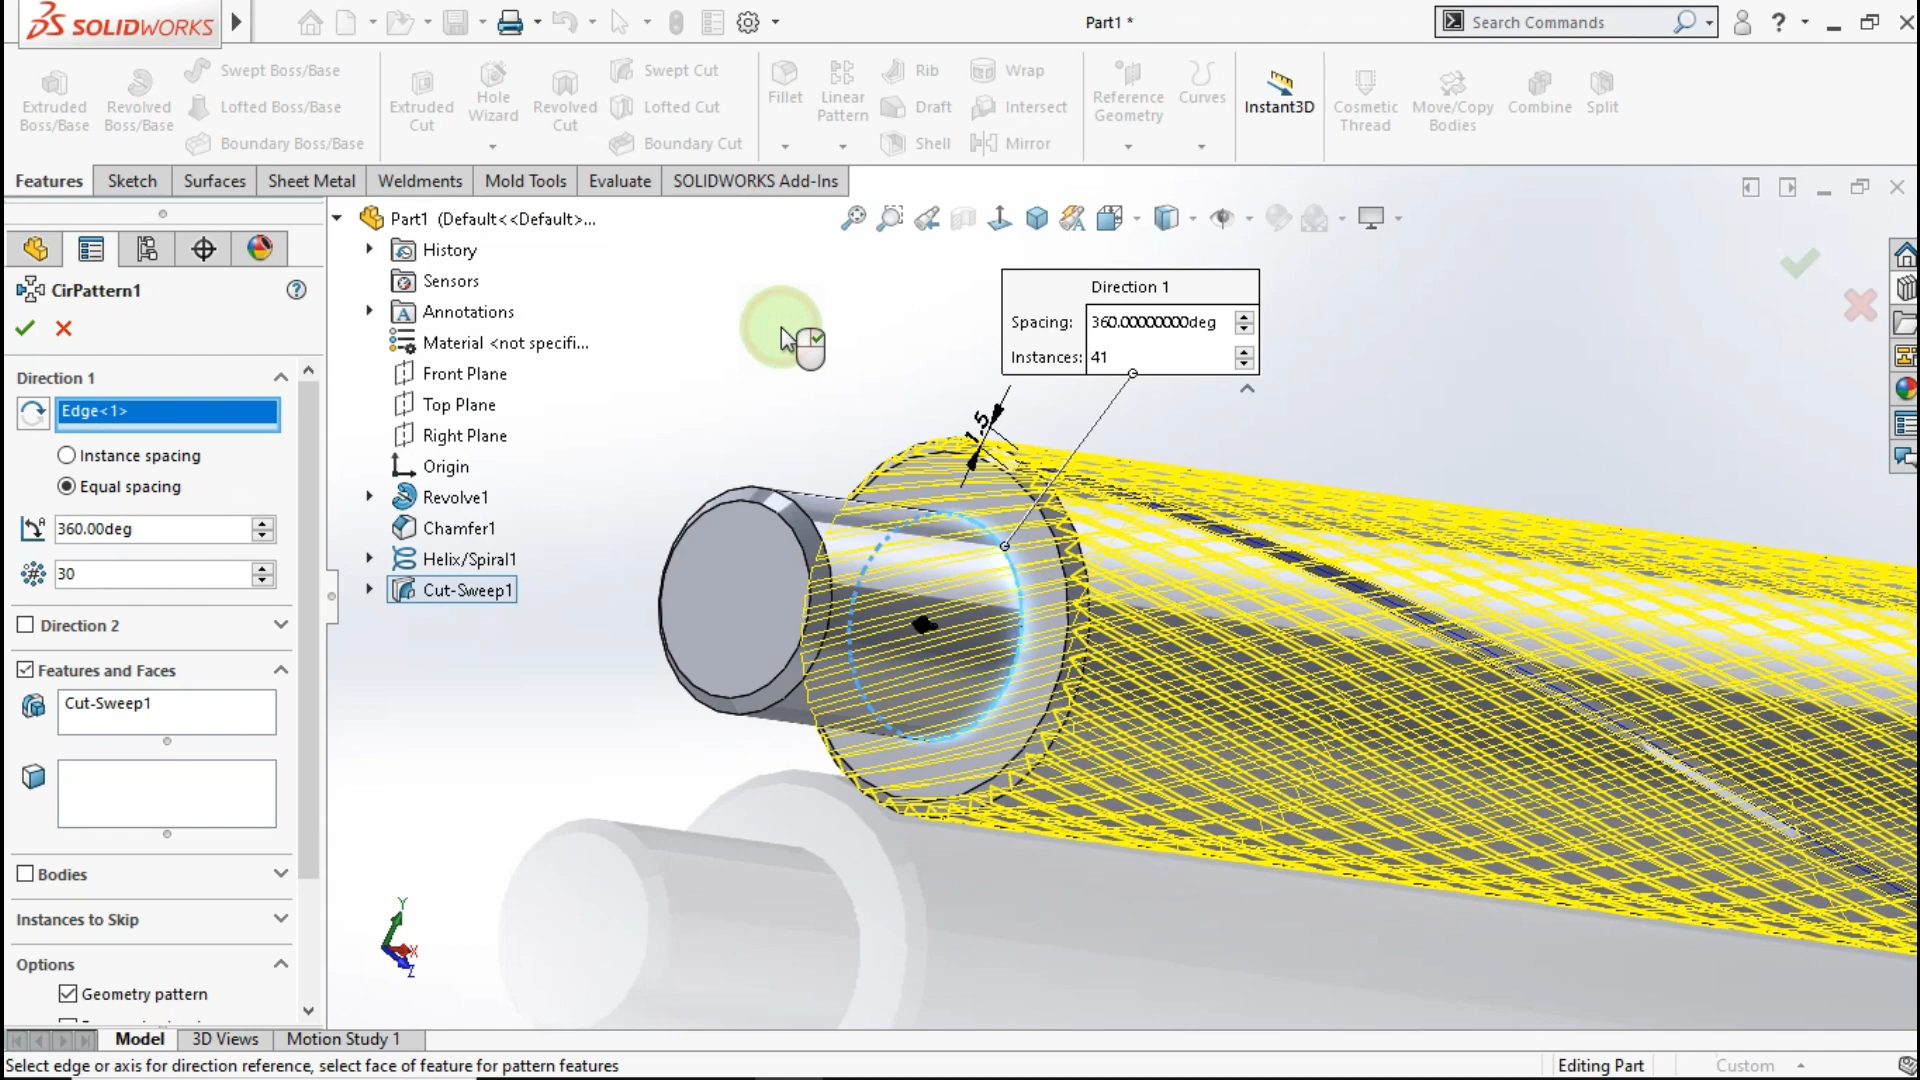 SOLIDWORKS
Part1 *
Search Commands
?
Extruded Boss/Base
Revolved Boss/Base
Swept Boss/Base
Lofted Boss/Base
Boundary Boss/Base
Extruded Cut
Hole Wizard
Revolved Cut
Swept Cut
Lofted Cut
Boundary Cut
Fillet
Linear Pattern
Rib
Draft
Shell
Wrap
Intersect
Mirror
Reference Geometry
Curves
Instant3D
Cosmetic Thread
Move/Copy Bodies
Combine
Split
Features
Sketch
Surfaces
Sheet Metal
Weldments
Mold Tools
Evaluate
SOLIDWORKS Add-Ins
CirPattern1
Direction 1
Edge<1>
Instance spacing
Equal spacing
360.00deg
30
Direction 2
Features and Faces
Cut-Sweep1
Bodies
Instances to Skip
Options
Geometry pattern
Part1 (Default<<Default>...
History
Sensors
Annotations
Material <not specifi...
Front Plane
Top Plane
Right Plane
Origin
Revolve1
Chamfer1
Helix/Spiral1
Cut-Sweep1
Direction 1
Spacing: 360.00000000deg
Instances: 41
1.5
Y
X
Z
Model
3D Views
Motion Study 1
Select edge or axis for direction reference, select face of feature for pattern features
Editing Part
Custom